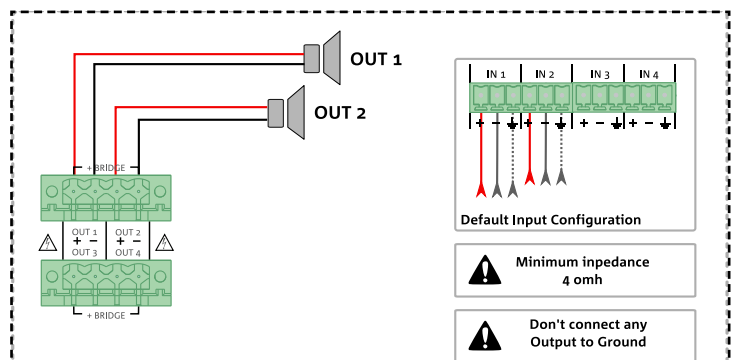 OUT 1
OUT 2
+ BRIDGE -
OUT 1 OUT 2
+ - + -
OUT 3 OUT 4
+ BRIDGE -
IN 1 IN 2 IN 3 IN 4
+ - + - + - + -
Default Input Configuration
Minimum inpedance
4 omh
Don't connect any
Output to Ground